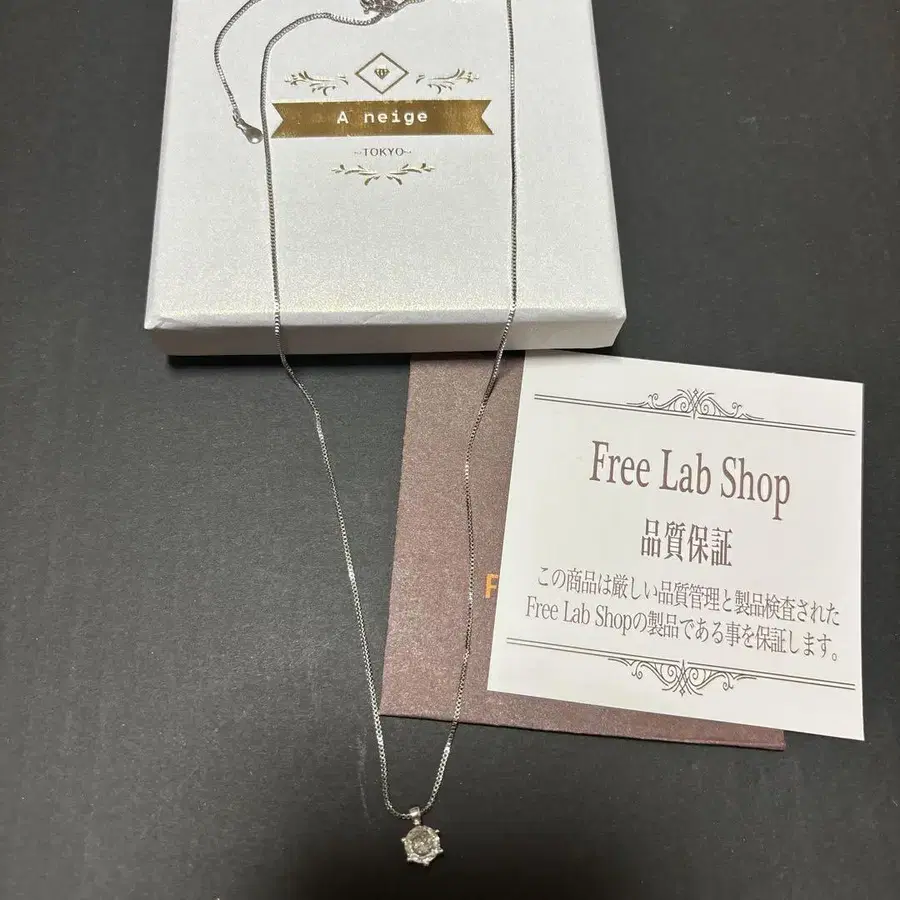 A neige
~TOKYO~
Free Lab Shop
品質保証
この商品は厳しい品質管理と製品検査された
Free Lab Shopの製品である事を保証します。
F